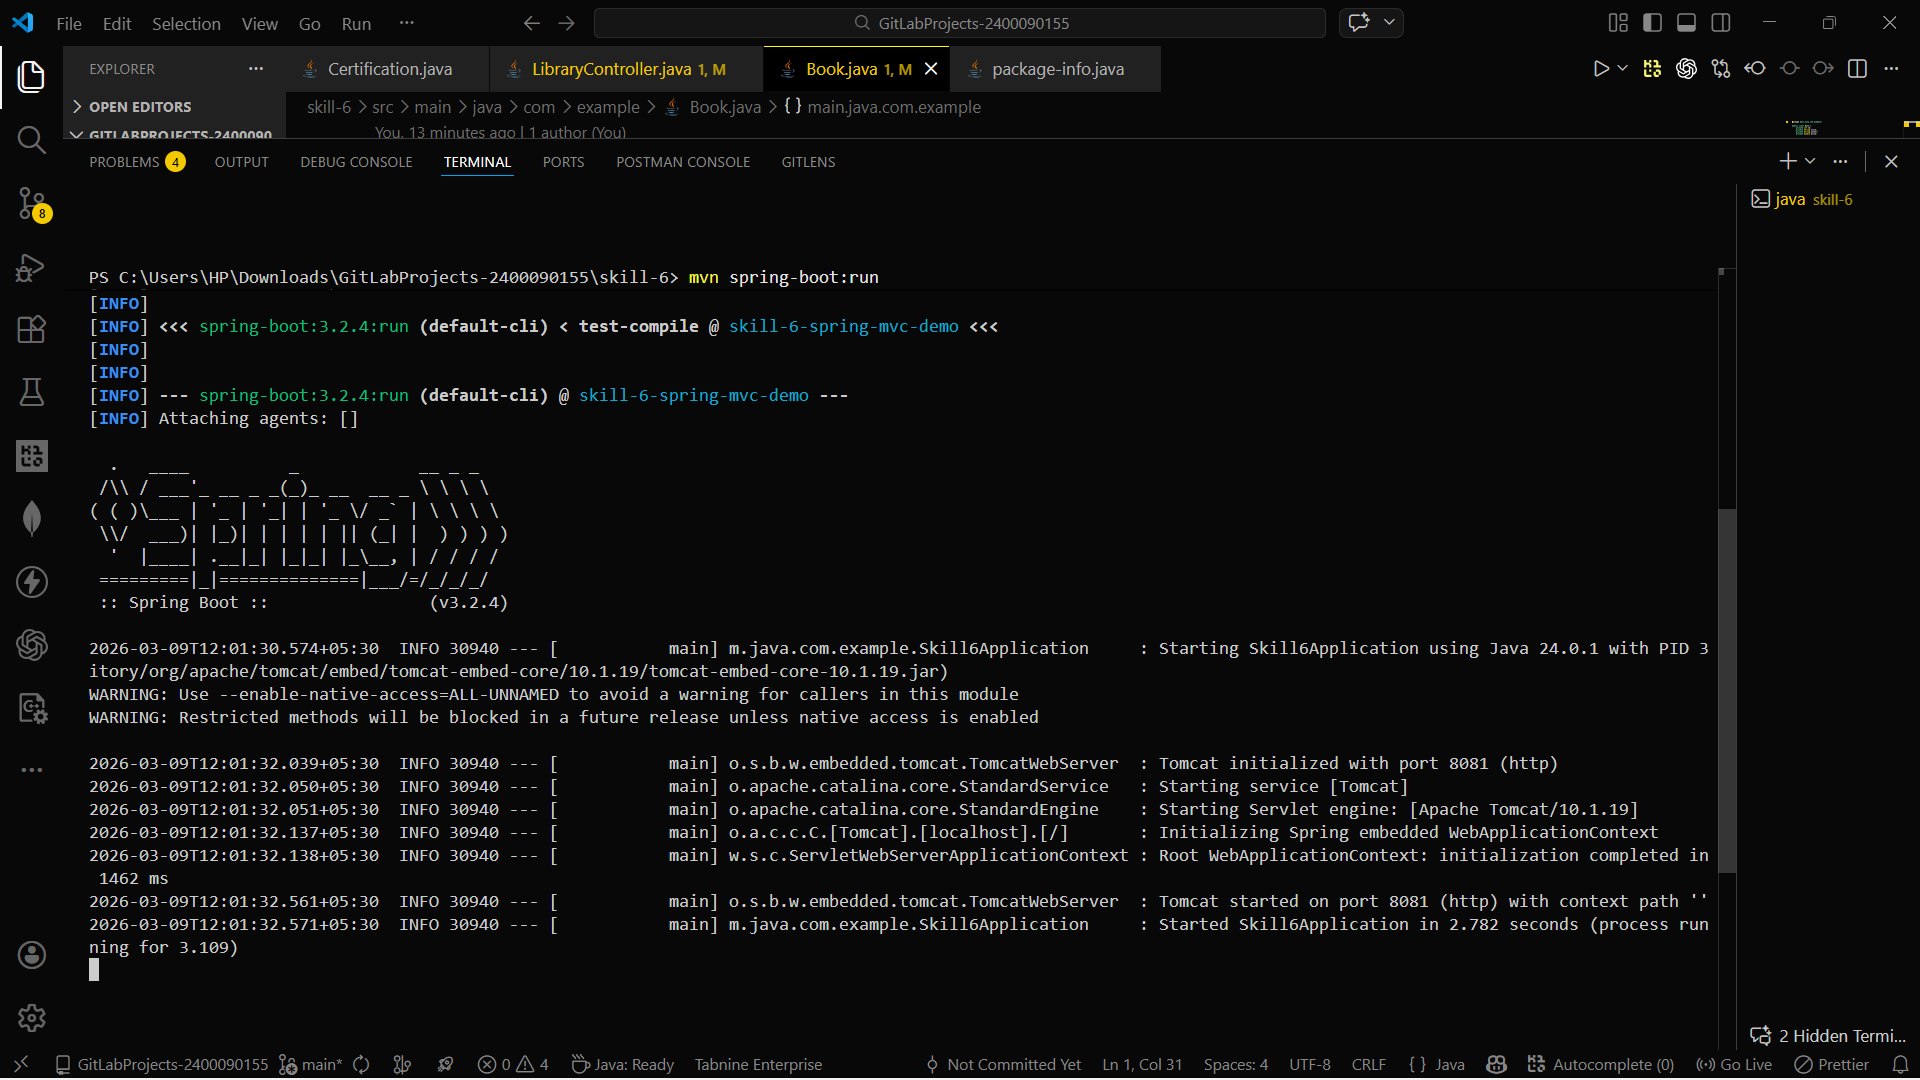 File Edit Selection View Go Run ··· GitLabProjects-2400090155
EXPLORER ··· Certification.java LibraryController.java 1, M Book.java 1, M package-info.java
OPEN EDITORS skill-6 > src > main > java > com > example > Book.java > {} main.java.com.example
GITLABPROJECTS-2400090... You, 13 minutes ago | 1 author (You)
PROBLEMS 4 OUTPUT DEBUG CONSOLE TERMINAL PORTS POSTMAN CONSOLE GITLENS
java skill-6
8
PS C:\Users\HP\Downloads\GitLabProjects-2400090155\skill-6> mvn spring-boot:run
[INFO]
[INFO] <<< spring-boot:3.2.4:run (default-cli) < test-compile @ skill-6-spring-mvc-demo <<<
[INFO]
[INFO]
[INFO] --- spring-boot:3.2.4:run (default-cli) @ skill-6-spring-mvc-demo ---
[INFO] Attaching agents: []
  .   ____          _            __ _ _
 /\\ / ___'_ __ _ _(_)_ __  __ _ \ \ \ \
( ( )\___ | '_ | '_| | '_ \/ _` | \ \ \ \
 \\/  ___)| |_)| | | | | || (_| |  ) ) ) )
  '  |____| .__|_| |_|_| |_\__, | / / / /
 =========|_|==============|___/=/_/_/_/
 :: Spring Boot ::                (v3.2.4)
2026-03-09T12:01:30.574+05:30  INFO 30940 --- [           main] m.java.com.example.Skill6Application     : Starting Skill6Application using Java 24.0.1 with PID 3
itory/org/apache/tomcat/embed/tomcat-embed-core/10.1.19/tomcat-embed-core-10.1.19.jar)
WARNING: Use --enable-native-access=ALL-UNNAMED to avoid a warning for callers in this module
WARNING: Restricted methods will be blocked in a future release unless native access is enabled
2026-03-09T12:01:32.039+05:30  INFO 30940 --- [           main] o.s.b.w.embedded.tomcat.TomcatWebServer  : Tomcat initialized with port 8081 (http)
2026-03-09T12:01:32.050+05:30  INFO 30940 --- [           main] o.apache.catalina.core.StandardService   : Starting service [Tomcat]
2026-03-09T12:01:32.051+05:30  INFO 30940 --- [           main] o.apache.catalina.core.StandardEngine    : Starting Servlet engine: [Apache Tomcat/10.1.19]
2026-03-09T12:01:32.137+05:30  INFO 30940 --- [           main] o.a.c.c.C.[Tomcat].[localhost].[/]       : Initializing Spring embedded WebApplicationContext
2026-03-09T12:01:32.138+05:30  INFO 30940 --- [           main] w.s.c.ServletWebServerApplicationContext : Root WebApplicationContext: initialization completed in
 1462 ms
2026-03-09T12:01:32.561+05:30  INFO 30940 --- [           main] o.s.b.w.embedded.tomcat.TomcatWebServer  : Tomcat started on port 8081 (http) with context path ''
2026-03-09T12:01:32.571+05:30  INFO 30940 --- [           main] m.java.com.example.Skill6Application     : Started Skill6Application in 2.782 seconds (process run
ning for 3.109)
2 Hidden Termi...
GitLabProjects-2400090155 main* 0 4 Java: Ready Tabnine Enterprise Not Committed Yet Ln 1, Col 31 Spaces: 4 UTF-8 CRLF {} Java Autocomplete (0) Go Live Prettier